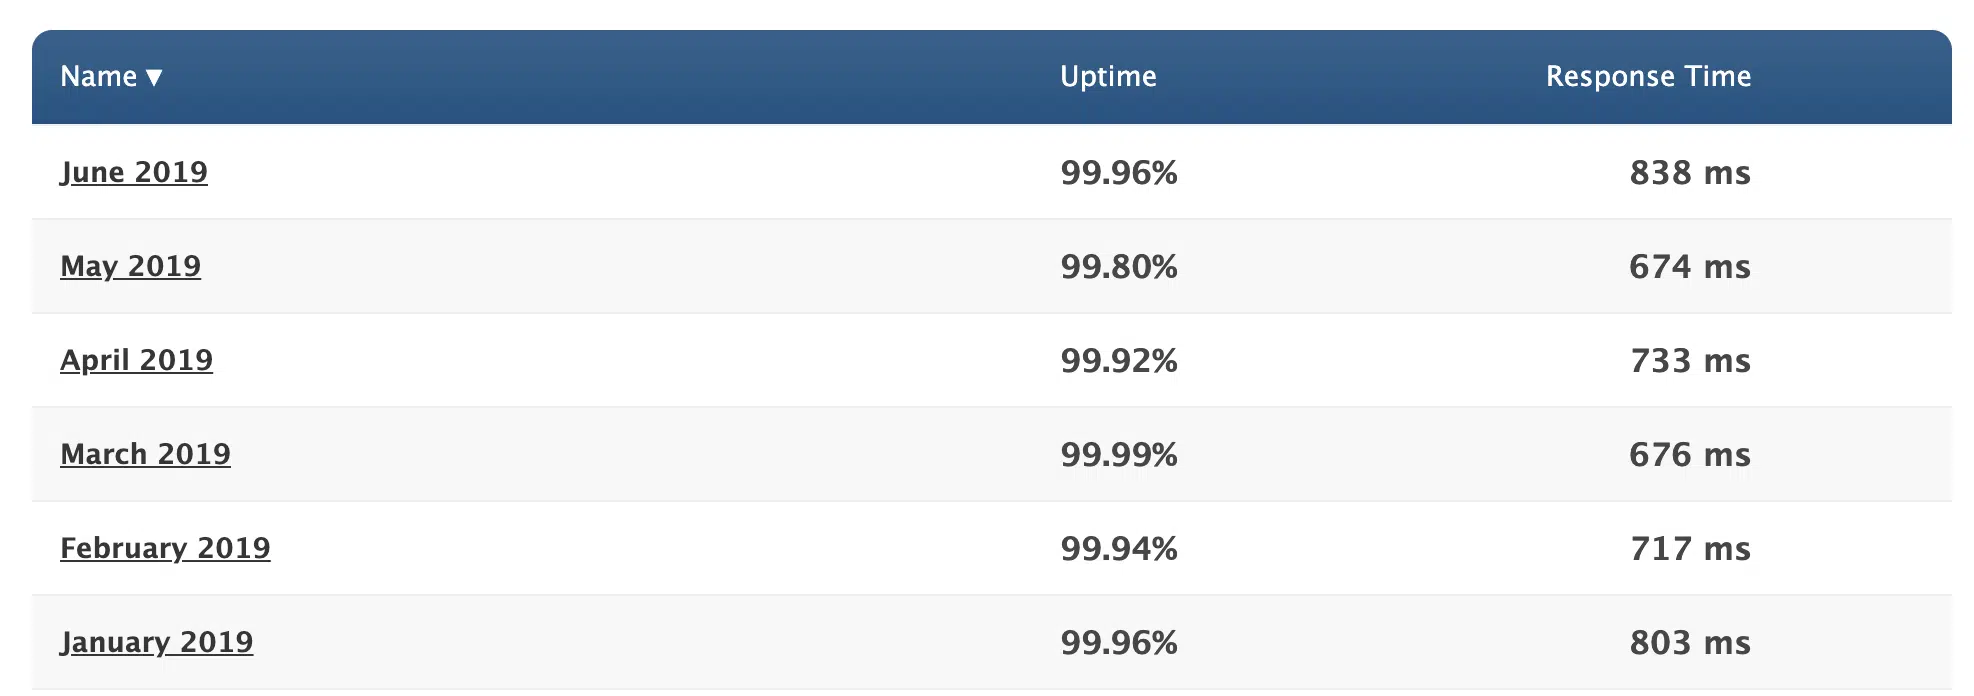 Name ▼ Uptime Response Time
June 2019 99.96% 838 ms
May 2019 99.80% 674 ms
April 2019 99.92% 733 ms
March 2019 99.99% 676 ms
February 2019 99.94% 717 ms
January 2019 99.96% 803 ms